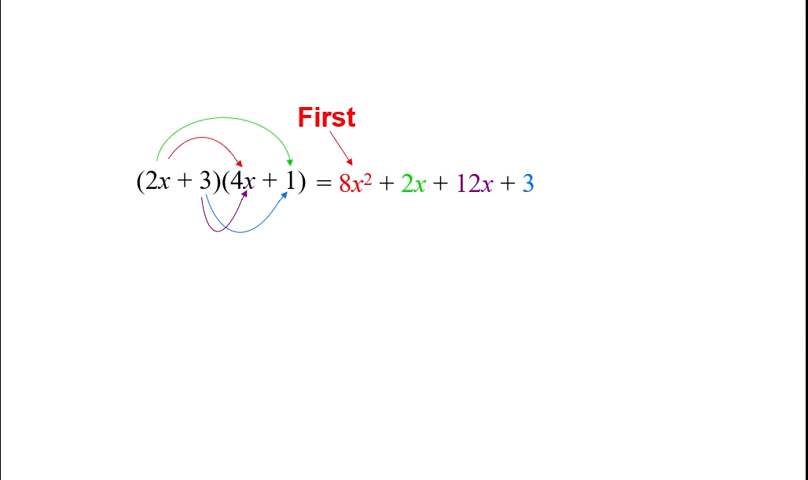 First
(2x + 3)(4x + 1) = 8x² + 2x + 12x + 3